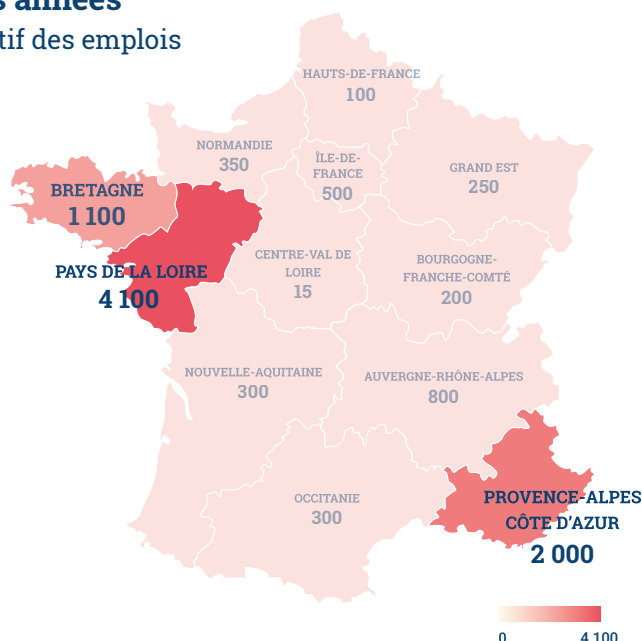 s années
tif des emplois
HAUTS-DE-FRANCE
100
NORMANDIE
350
ÎLE-DE-
FRANCE
500
GRAND EST
250
BRETAGNE
1 100
PAYS DE LA LOIRE
4 100
CENTRE-VAL DE
LOIRE
15
BOURGOGNE-
FRANCHE-COMTÉ
200
NOUVELLE-AQUITAINE
300
AUVERGNE-RHÔNE-ALPES
800
OCCITANIE
300
PROVENCE-ALPES
CÔTE D’AZUR
2 000
0 4 100